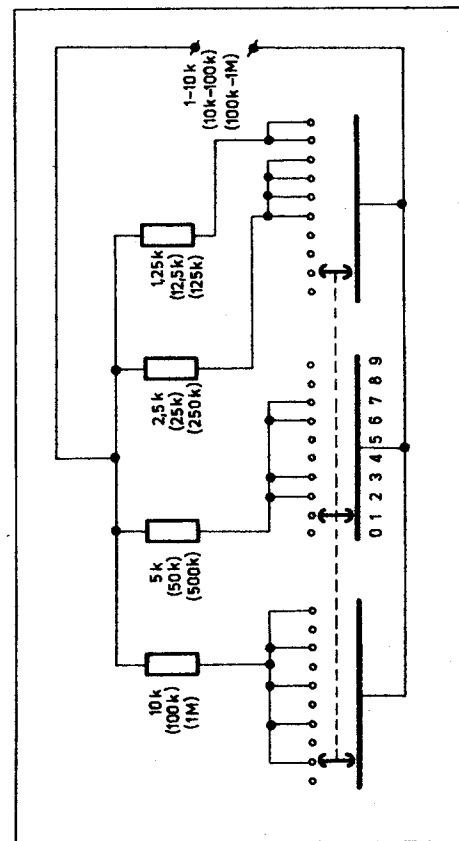 1-10k
(10k-100k)
(100k-1M)
1,25k
(12,5k)
(125k)
2,5k
(25k)
(250k)
5k
(50k)
(500k)
10k
(100k)
(1M)
0 1 2 3 4 5 6 7 8 9